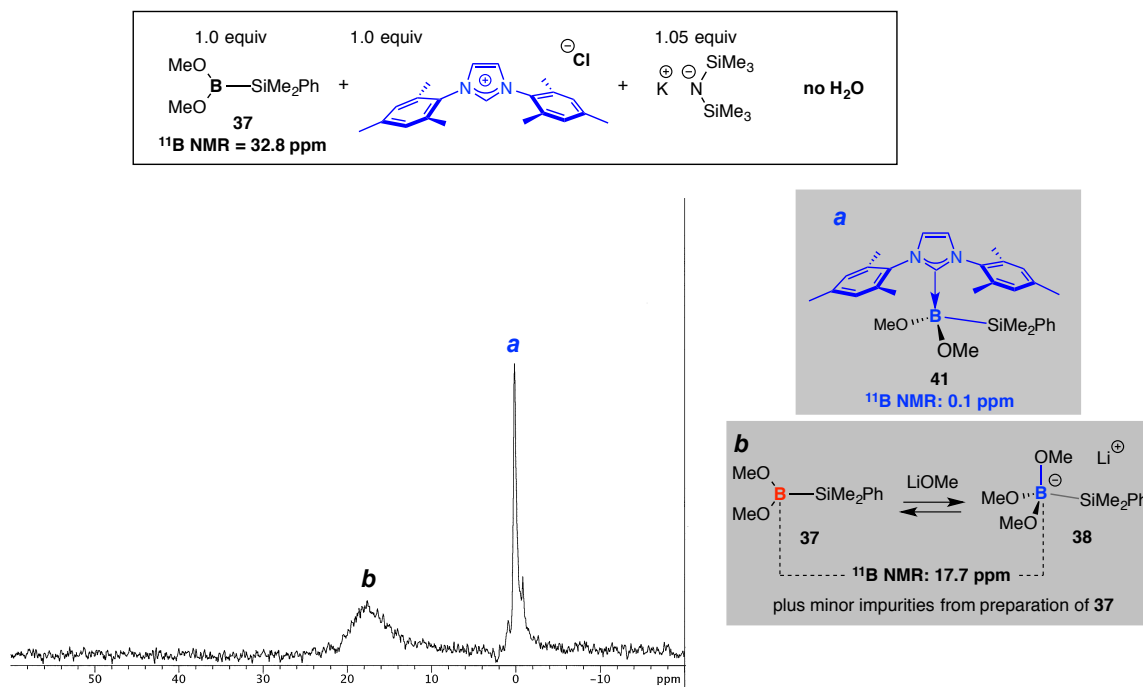 1.0 equiv
1.0 equiv
1.05 equiv
MeO
B
SiMe₂Ph
MeO
37
¹¹B NMR = 32.8 ppm
+
N
⊕
N
⊖
Cl
+
K
⊕
⊖
N
SiMe₃
SiMe₃
no H₂O
a
b
50
40
30
20
10
0
−10
ppm
a
N
N
B
MeO
SiMe₂Ph
OMe
41
¹¹B NMR: 0.1 ppm
b
MeO
B
SiMe₂Ph
MeO
37
LiOMe
OMe
Li
⊕
MeO
B
⊖
SiMe₂Ph
MeO
38
¹¹B NMR: 17.7 ppm
plus minor impurities from preparation of 37